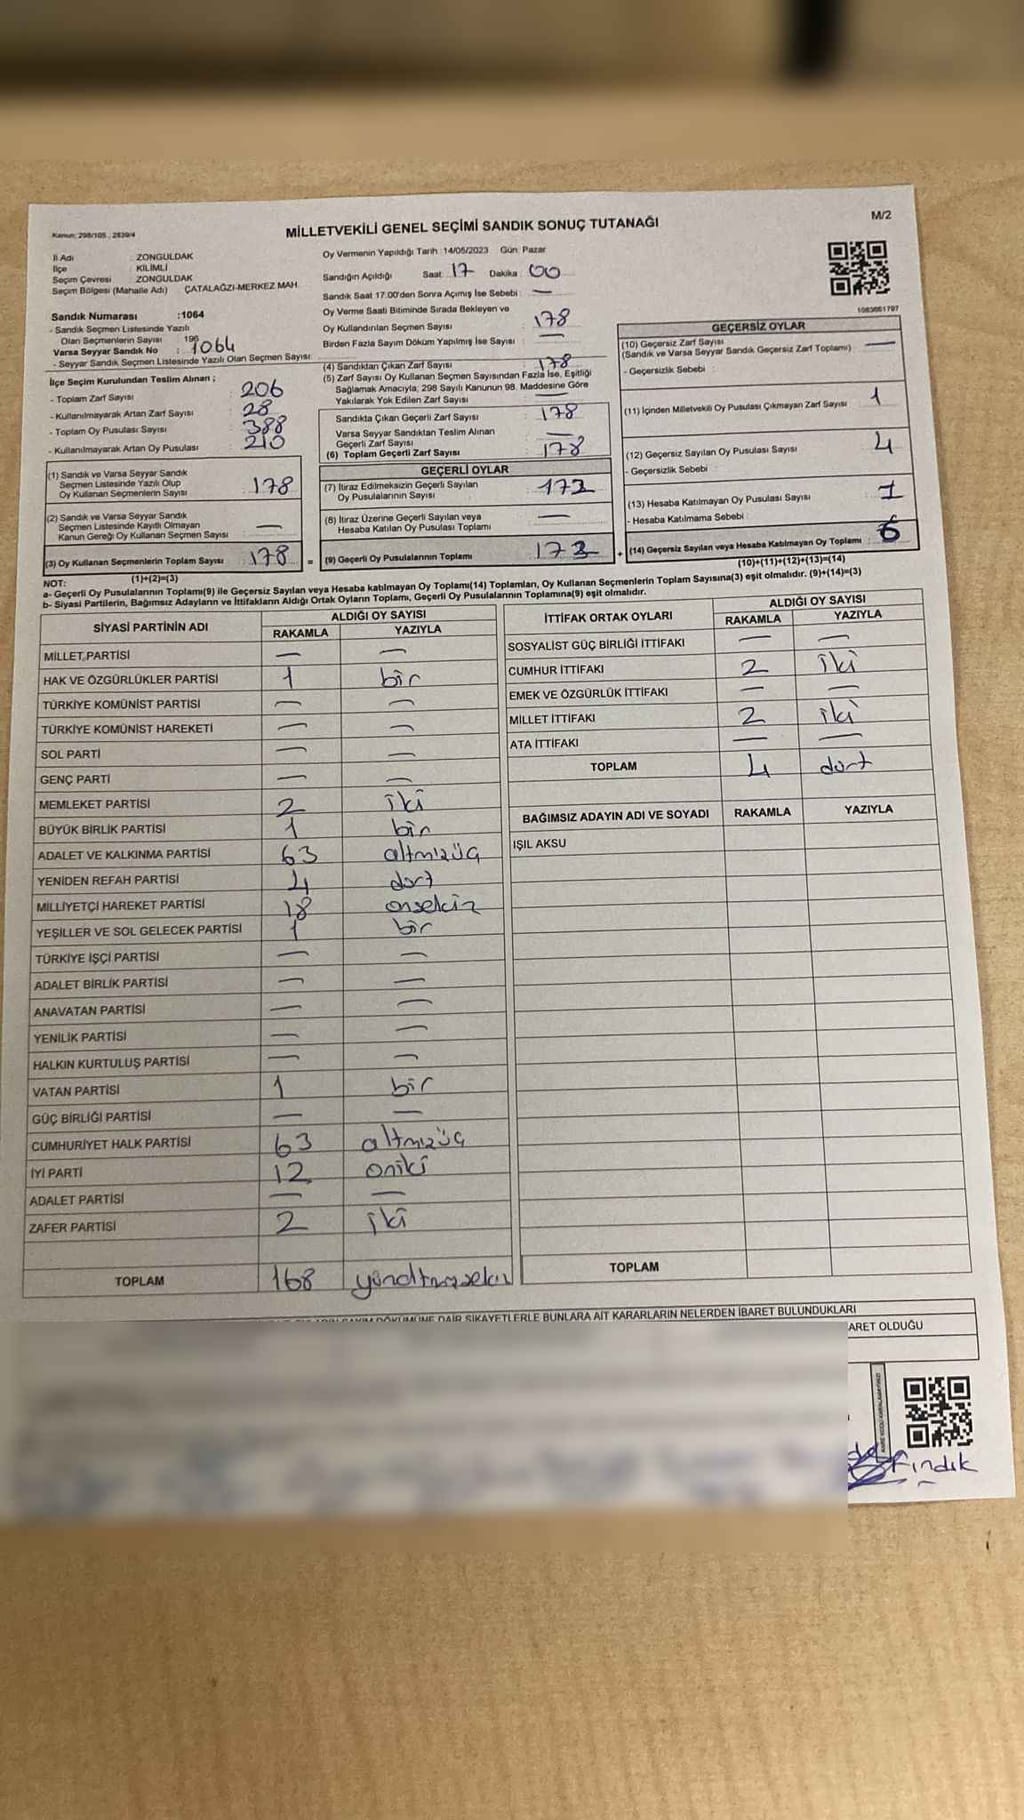 Kanun: 298/105, 2839/4
MİLLETVEKİLİ GENEL SEÇİMİ SANDIK SONUÇ TUTANAĞI
M/2
İl Adı : ZONGULDAK
İlçe : KİLİMLİ
Seçim Çevresi : ZONGULDAK
Seçim Bölgesi (Mahalle Adı) ÇATALAĞZI-MERKEZ MAH.
Sandık Numarası :1064
- Sandık Seçmen Listesinde Yazılı
Olan Seçmenlerin Sayısı
Varsa Seyyar Sandık No : 1064
- Seyyar Sandık Seçmen Listesinde Yazılı Olan Seçmen Sayısı:
İlçe Seçim Kurulundan Teslim Alınan ;
- Toplam Zarf Sayısı 206
- Kullanılmayarak Artan Zarf Sayısı 28
- Toplam Oy Pusulası Sayısı 388
- Kullanılmayarak Artan Oy Pusulası 210
(1) Sandık ve Varsa Seyyar Sandık
Seçmen Listesinde Yazılı Olup
Oy Kullanan Seçmenlerin Sayısı 178
(2) Sandık ve Varsa Seyyar Sandık
Seçmen Listesinde Kayıtlı Olmayan
Kanun Gereği Oy Kullanan Seçmen Sayısı —
(3) Oy Kullanan Seçmenlerin Toplam Sayısı 178 =
(1)+(2)=(3)
Oy Vermenin Yapıldığı Tarih :14/05/2023 Gün: Pazar
Sandığın Açıldığı Saat: 17 Dakika: 00
Sandık Saat 17:00'den Sonra Açmış İse Sebebi : —
Oy Verme Saati Bitiminde Sırada Bekleyen ve
Oy Kullandırılan Seçmen Sayısı : 178
Birden Fazla Sayım Döküm Yapılmış İse Sayısı : —
(4) Sandıktan Çıkan Zarf Sayısı 178
(5) Zarf Sayısı Oy Kullanan Seçmen Sayısından Fazla İse, Eşitliği
Sağlamak Amacıyla; 298 Sayılı Kanunun 98. Maddesine Göre
Yakılarak Yok Edilen Zarf Sayısı
Sandıkta Çıkan Geçerli Zarf Sayısı 178
Varsa Seyyar Sandıktan Teslim Alınan
Geçerli Zarf Sayısı —
(6) Toplam Geçerli Zarf Sayısı 178
GEÇERLİ OYLAR
(7) İtiraz Edilmeksizin Geçerli Sayılan
Oy Pusulalarının Sayısı 172
(8) İtiraz Üzerine Geçerli Sayılan veya
Hesaba Katılan Oy Pusulası Toplamı —
(9) Geçerli Oy Pusulalarının Toplamı 172 +
GEÇERSİZ OYLAR
(10) Geçersiz Zarf Sayısı
(Sandık ve Varsa Seyyar Sandık Geçersiz Zarf Toplamı) —
- Geçersizlik Sebebi :
(11) İçinden Milletvekili Oy Pusulası Çıkmayan Zarf Sayısı 1
(12) Geçersiz Sayılan Oy Pusulası Sayısı 4
- Geçersizlik Sebebi :
(13) Hesaba Katılmayan Oy Pusulası Sayısı 1
- Hesaba Katılmama Sebebi :
(14) Geçersiz Sayılan veya Hesaba Katılmayan Oy Toplamı : 6
(10)+(11)+(12)+(13)=(14)
NOT:
a- Geçerli Oy Pusulalarının Toplamı(9) ile Geçersiz Sayılan veya Hesaba katılmayan Oy Toplamı(14) Toplamları, Oy Kullanan Seçmenlerin Toplam Sayısına(3) eşit olmalıdır. (9)+(14)=(3)
b- Siyasi Partilerin, Bağımsız Adayların ve İttifakların Aldığı Ortak Oyların Toplamı, Geçerli Oy Pusulalarının Toplamına(9) eşit olmalıdır.
SİYASİ PARTİNİN ADI ALDIĞI OY SAYISI
RAKAMLA YAZIYLA
MİLLET PARTİSİ — —
HAK VE ÖZGÜRLÜKLER PARTİSİ 1 bir
TÜRKİYE KOMÜNİST PARTİSİ — —
TÜRKİYE KOMÜNİST HAREKETİ — —
SOL PARTİ — —
GENÇ PARTİ — —
MEMLEKET PARTİSİ 2 iki
BÜYÜK BİRLİK PARTİSİ 1 bir
ADALET VE KALKINMA PARTİSİ 63 altmışüç
YENİDEN REFAH PARTİSİ 4 dört
MİLLİYETÇİ HAREKET PARTİSİ 18 onsekiz
YEŞİLLER VE SOL GELECEK PARTİSİ 1 bir
TÜRKİYE İŞÇİ PARTİSİ — —
ADALET BİRLİK PARTİSİ — —
ANAVATAN PARTİSİ — —
YENİLİK PARTİSİ — —
HALKIN KURTULUŞ PARTİSİ — —
VATAN PARTİSİ 1 bir
GÜÇ BİRLİĞİ PARTİSİ — —
CUMHURİYET HALK PARTİSİ 63 altmışüç
İYİ PARTİ 12 oniki
ADALET PARTİSİ — —
ZAFER PARTİSİ 2 iki
TOPLAM 168
İTTİFAK ORTAK OYLARI ALDIĞI OY SAYISI
RAKAMLA YAZIYLA
SOSYALİST GÜÇ BİRLİĞİ İTTİFAKI — —
CUMHUR İTTİFAKI 2 iki
EMEK VE ÖZGÜRLÜK İTTİFAKI — —
MİLLET İTTİFAKI 2 iki
ATA İTTİFAKI — —
TOPLAM 4 dört
BAĞIMSIZ ADAYIN ADI VE SOYADI RAKAMLA YAZIYLA
IŞIL AKSU
TOPLAM
DÖKÜMÜNE DAİR ŞİKAYETLERLE BUNLARA AİT KARARLARIN NELERDEN İBARET BULUNDUKLARI
ARET OLDUĞU
Fındık